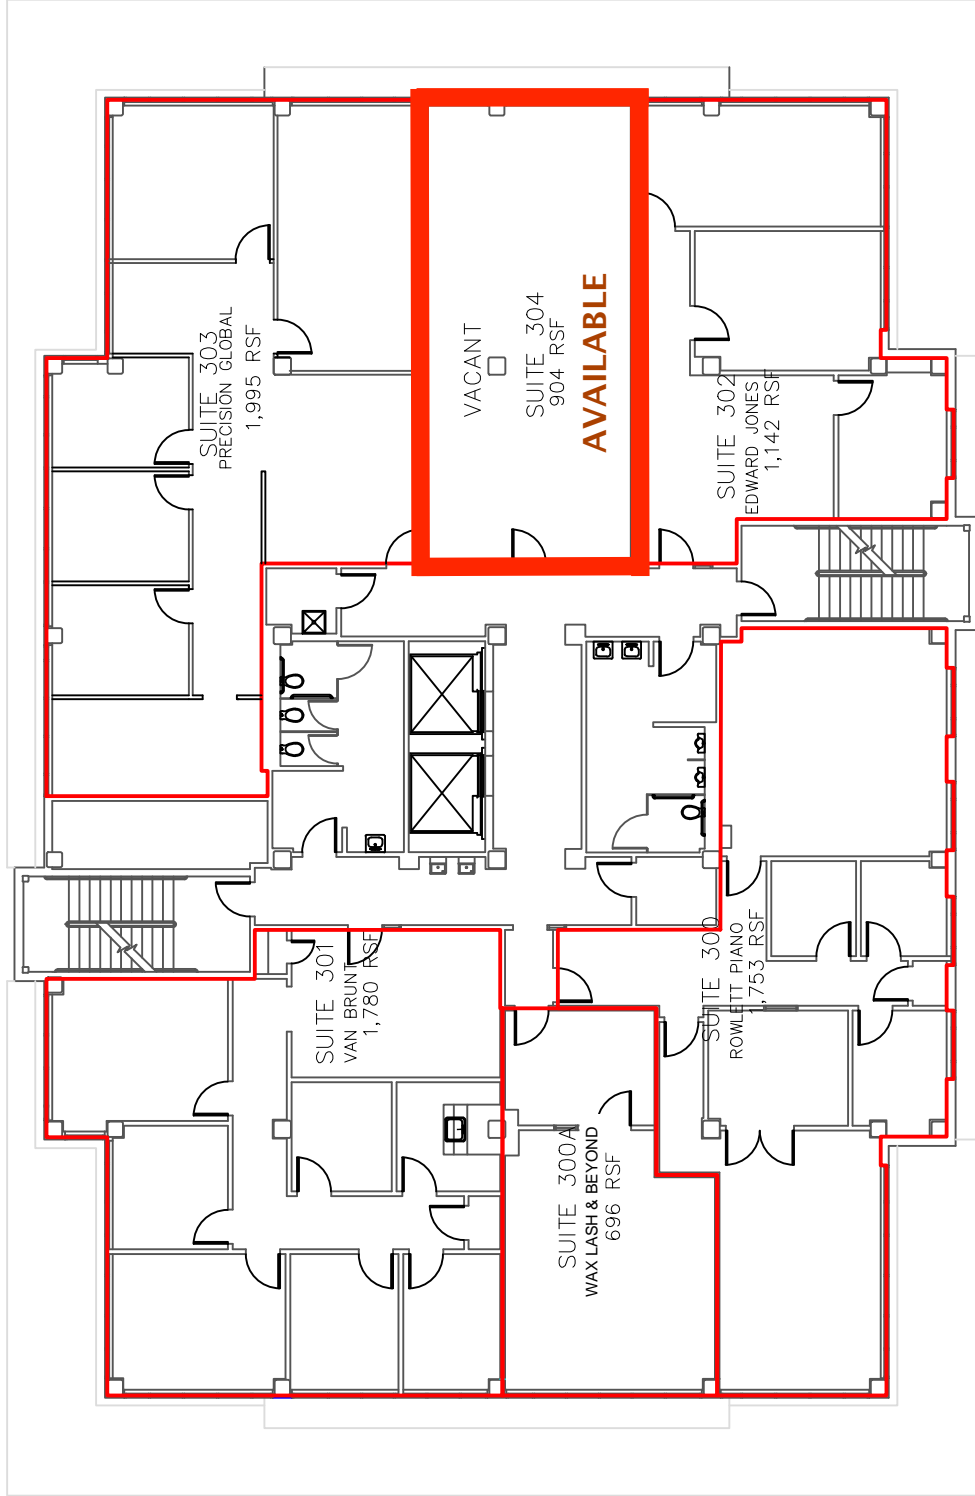 SUITE 303
PRECISION GLOBAL
1,995 RSF
VACANT
SUITE 304
904 RSF
AVAILABLE
SUITE 302
EDWARD JONES
1,142 RSF
SUITE 301
VAN BRUNT
1,780 RSF
SUITE 300A
WAX LASH & BEYOND
696 RSF
SUITE 300
ROWLETT PIANO
1,753 RSF